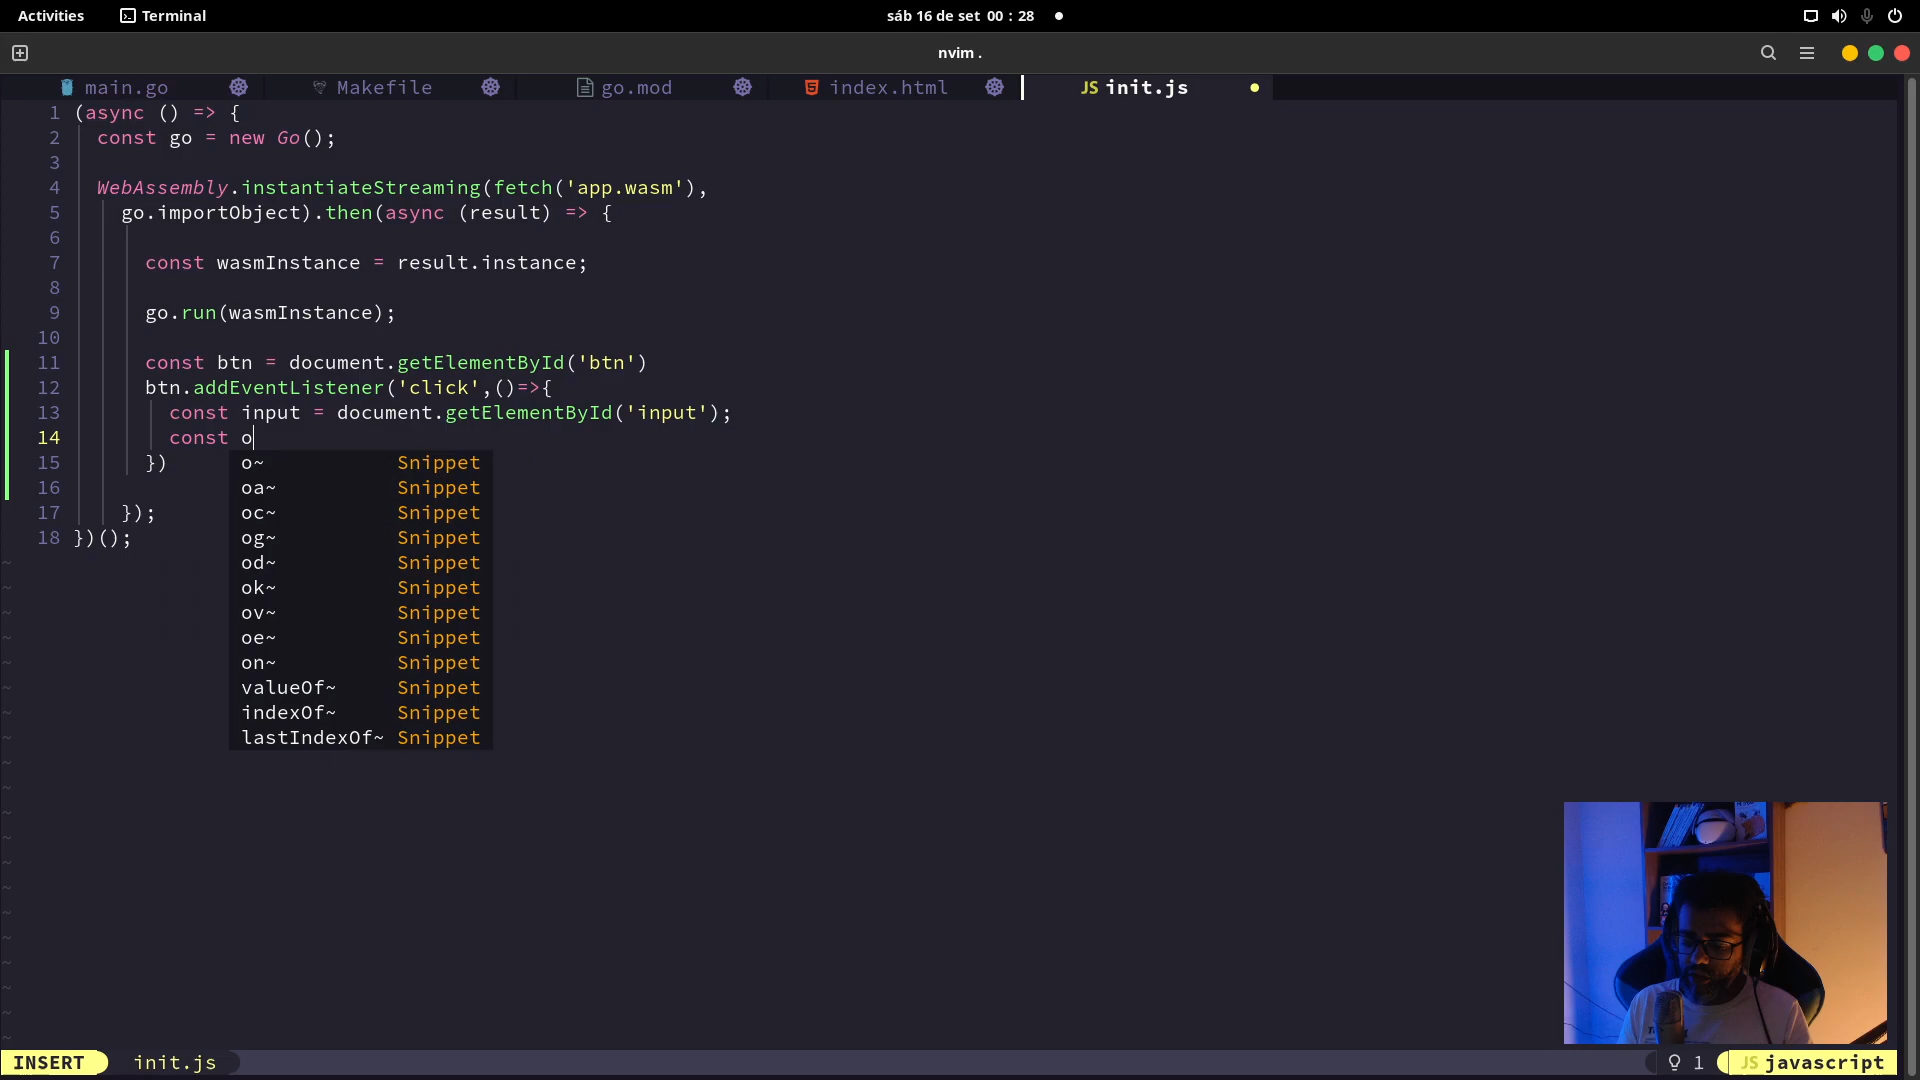 Activities Terminal sáb 16 de set 00 : 28
nvim .
main.go Makefile go.mod index.html JS init.js
1 (async () => {
2 const go = new Go();
3
4 WebAssembly.instantiateStreaming(fetch('app.wasm'),
5 go.importObject).then(async (result) => {
6
7 const wasmInstance = result.instance;
8
9 go.run(wasmInstance);
10
11 const btn = document.getElementById('btn')
12 btn.addEventListener('click',()=>{
13 const input = document.getElementById('input');
14 const o
15 })
16
17 });
18 })();
o~ Snippet
oa~ Snippet
oc~ Snippet
og~ Snippet
od~ Snippet
ok~ Snippet
ov~ Snippet
oe~ Snippet
on~ Snippet
valueOf~ Snippet
indexOf~ Snippet
lastIndexOf~ Snippet
INSERT init.js 1 JS javascript